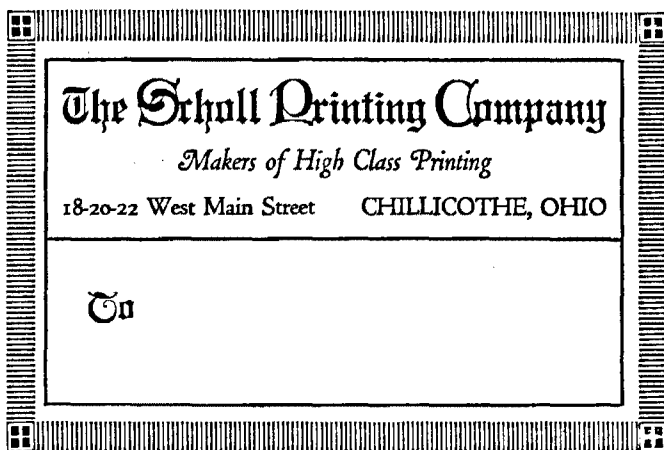 The Scholl Printing Company
Makers of High Class Printing
18-20-22 West Main Street CHILLICOTHE, OHIO
To